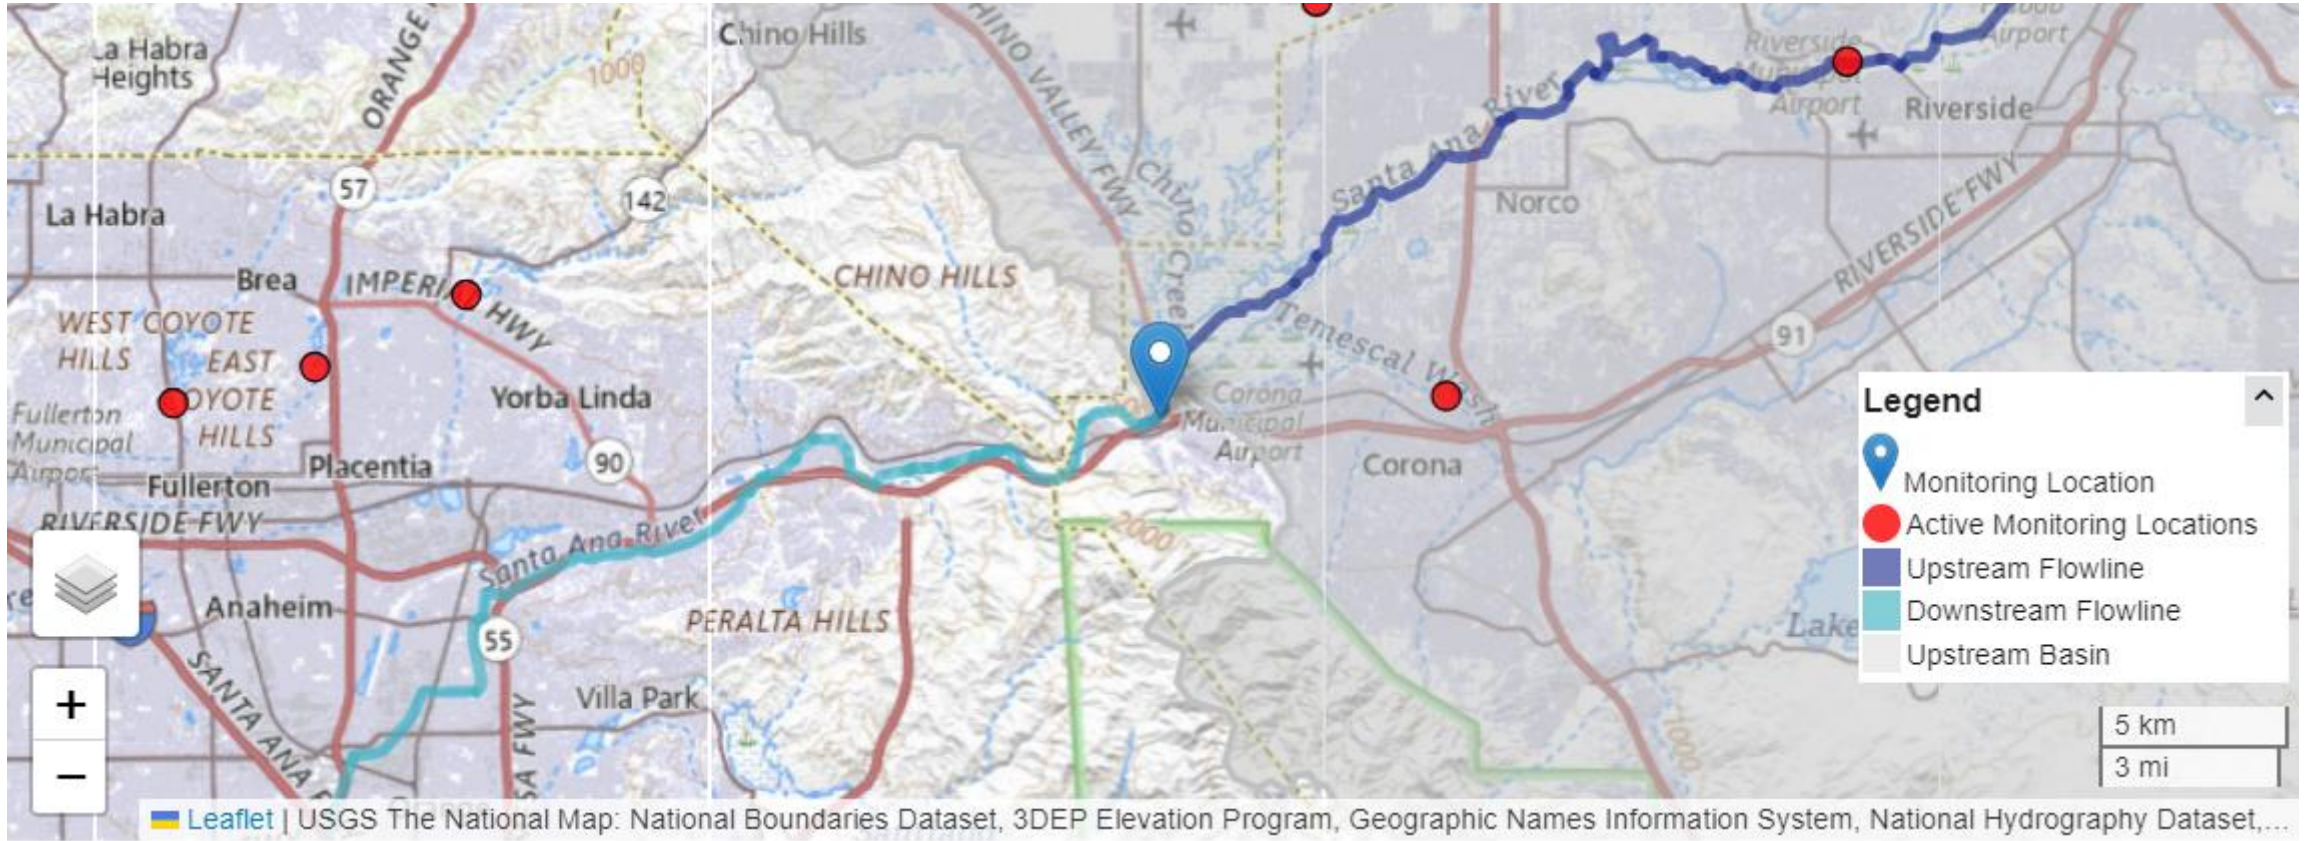 La Habra
Heights
ORANGE
1000
Chino Hills
CHINO VALLEY FWY
Riverside
Municipal
Airport
Airport
Riverside
57
142
La Habra
Chino Creek
Santa Ana River
Norco
RIVERSIDE FWY
Brea
CHINO HILLS
WEST COYOTE
HILLS
EAST
OYOTE
HILLS
HWY
Temescal Wash
91
Fullerton
Municipal
Airport
Yorba Linda
Corona
Municipal
Airport
Corona
Placentia
90
Fullerton
RIVERSIDE FWY
Santa Ana River
2000
Anaheim
55
PERALTA HILLS
Lake
SANTA ANA F
Villa Park
FWY
1000
Legend
Monitoring Location
Active Monitoring Locations
Upstream Flowline
Downstream Flowline
Upstream Basin
5 km
3 mi
+
−
Leaflet | USGS The National Map: National Boundaries Dataset, 3DEP Elevation Program, Geographic Names Information System, National Hydrography Dataset,...